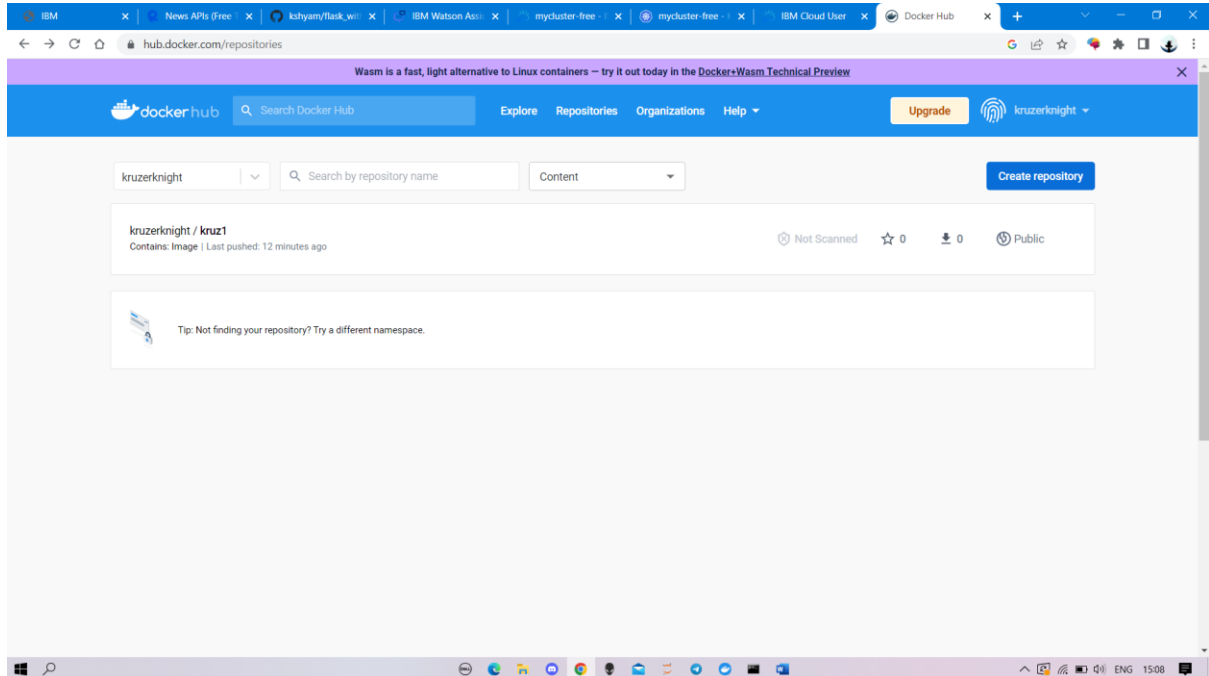 IBM
News APIs (Free
kshyam/flask_wit
IBM Watson Assi
mycluster-free -
mycluster-free -
IBM Cloud User
Docker Hub
hub.docker.com/repositories
Wasm is a fast, light alternative to Linux containers — try it out today in the Docker+Wasm Technical Preview
dockerhub
Search Docker Hub
Explore
Repositories
Organizations
Help
Upgrade
kruzerknight
kruzerknight
Search by repository name
Content
Create repository
kruzerknight / kruz1
Contains: Image | Last pushed: 12 minutes ago
Not Scanned
0
0
Public
Tip: Not finding your repository? Try a different namespace.
ENG
15:08